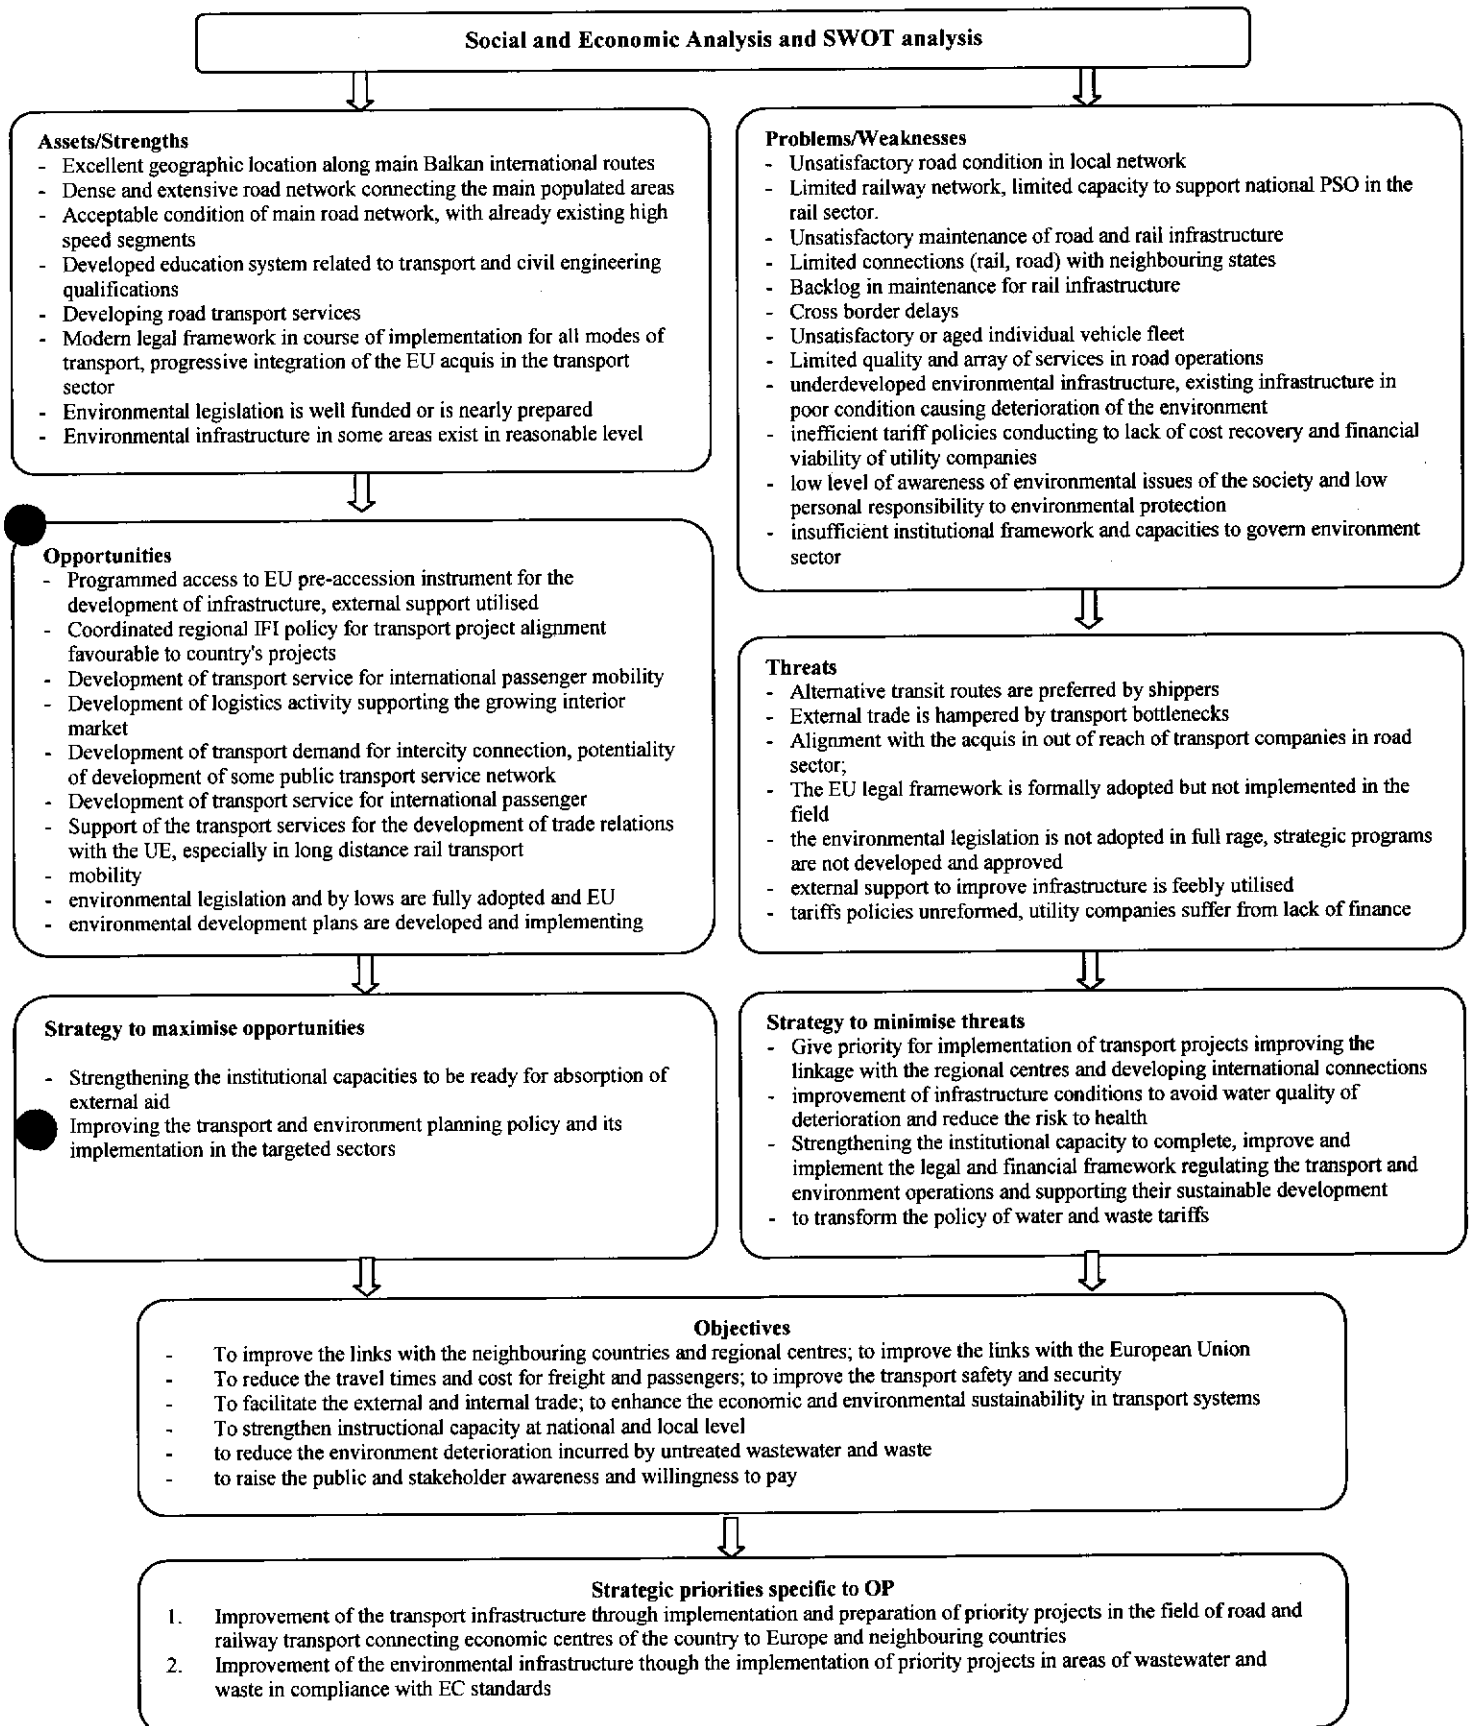 Social and Economic Analysis and SWOT analysis
Assets/Strengths
- Excellent geographic location along main Balkan international routes
- Dense and extensive road network connecting the main populated areas
- Acceptable condition of main road network, with already existing high
speed segments
- Developed education system related to transport and civil engineering
qualifications
- Developing road transport services
- Modern legal framework in course of implementation for all modes of
transport, progressive integration of the EU acquis in the transport
sector
- Environmental legislation is well funded or is nearly prepared
- Environmental infrastructure in some areas exist in reasonable level
Problems/Weaknesses
- Unsatisfactory road condition in local network
- Limited railway network, limited capacity to support national PSO in the
rail sector.
- Unsatisfactory maintenance of road and rail infrastructure
- Limited connections (rail, road) with neighbouring states
- Backlog in maintenance for rail infrastructure
- Cross border delays
- Unsatisfactory or aged individual vehicle fleet
- Limited quality and array of services in road operations
- underdeveloped environmental infrastructure, existing infrastructure in
poor condition causing deterioration of the environment
- inefficient tariff policies conducting to lack of cost recovery and financial
viability of utility companies
- low level of awareness of environmental issues of the society and low
personal responsibility to environmental protection
- insufficient institutional framework and capacities to govern environment
sector
Opportunities
- Programmed access to EU pre-accession instrument for the
development of infrastructure, external support utilised
- Coordinated regional IFI policy for transport project alignment
favourable to country's projects
- Development of transport service for international passenger mobility
- Development of logistics activity supporting the growing interior
market
- Development of transport demand for intercity connection, potentiality
of development of some public transport service network
- Development of transport service for international passenger
- Support of the transport services for the development of trade relations
with the UE, especially in long distance rail transport
- mobility
- environmental legislation and by lows are fully adopted and EU
- environmental development plans are developed and implementing
Threats
- Alternative transit routes are preferred by shippers
- External trade is hampered by transport bottlenecks
- Alignment with the acquis in out of reach of transport companies in road
sector;
- The EU legal framework is formally adopted but not implemented in the
field
- the environmental legislation is not adopted in full rage, strategic programs
are not developed and approved
- external support to improve infrastructure is feebly utilised
- tariffs policies unreformed, utility companies suffer from lack of finance
Strategy to maximise opportunities
- Strengthening the institutional capacities to be ready for absorption of
external aid
Improving the transport and environment planning policy and its
implementation in the targeted sectors
Strategy to minimise threats
- Give priority for implementation of transport projects improving the
linkage with the regional centres and developing international connections
- improvement of infrastructure conditions to avoid water quality of
deterioration and reduce the risk to health
- Strengthening the institutional capacity to complete, improve and
implement the legal and financial framework regulating the transport and
environment operations and supporting their sustainable development
- to transform the policy of water and waste tariffs
Objectives
- To improve the links with the neighbouring countries and regional centres; to improve the links with the European Union
- To reduce the travel times and cost for freight and passengers; to improve the transport safety and security
- To facilitate the external and internal trade; to enhance the economic and environmental sustainability in transport systems
- To strengthen instructional capacity at national and local level
- to reduce the environment deterioration incurred by untreated wastewater and waste
- to raise the public and stakeholder awareness and willingness to pay
Strategic priorities specific to OP
1. Improvement of the transport infrastructure through implementation and preparation of priority projects in the field of road and
railway transport connecting economic centres of the country to Europe and neighbouring countries
2. Improvement of the environmental infrastructure though the implementation of priority projects in areas of wastewater and
waste in compliance with EC standards